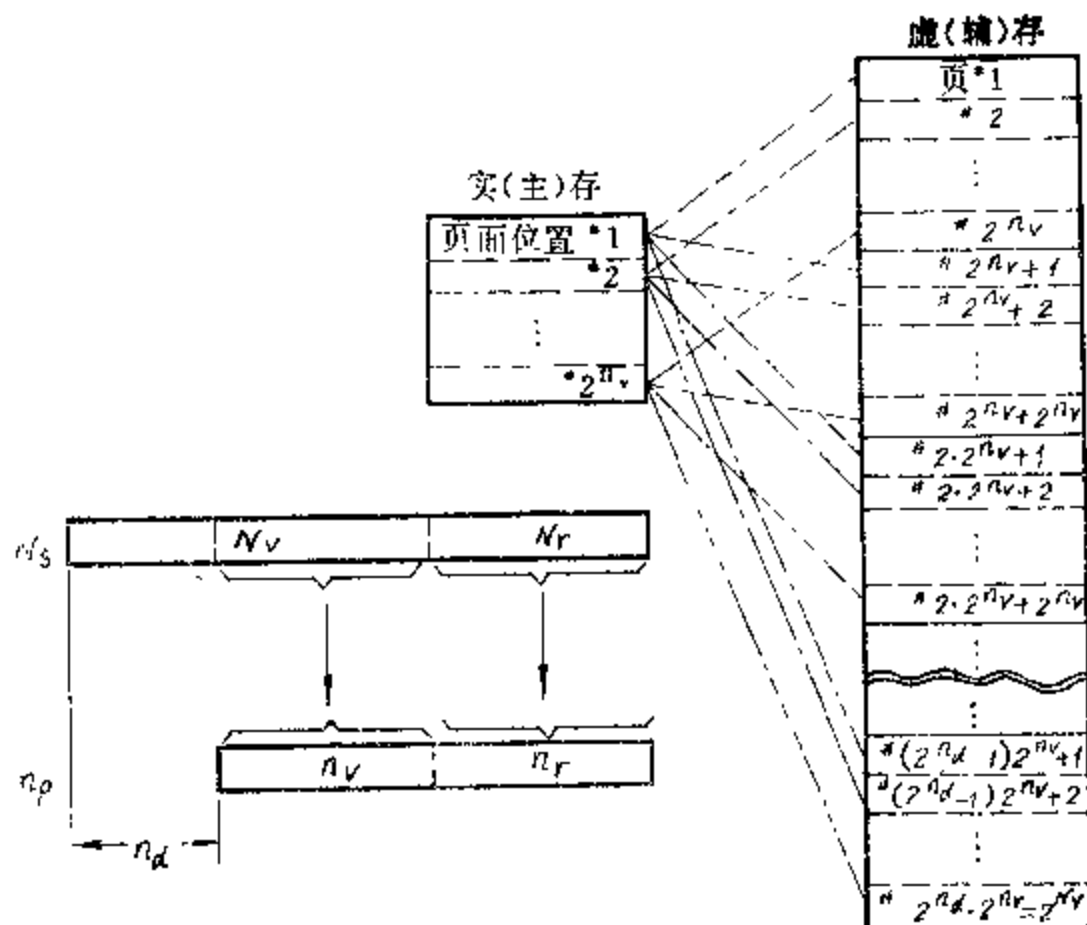 虚(辅)存
页#1
#2
⋮
#2^nv
#2^nv+1
#2^nv+2
⋮
#2^nv+2^nv
#2·2^nv+1
#2·2^nv+2
⋮
#2·2^nv+2^nv
⋮
⋮
#(2^nd-1)2^nv+1
#(2^nd-1)2^nv+2
⋮
#2^nd·2^nv=2^Nv
实(主)存
页面位置 #1
#2
⋮
#2^nv
Ns
Nv
Nr
np
nv
nr
nd